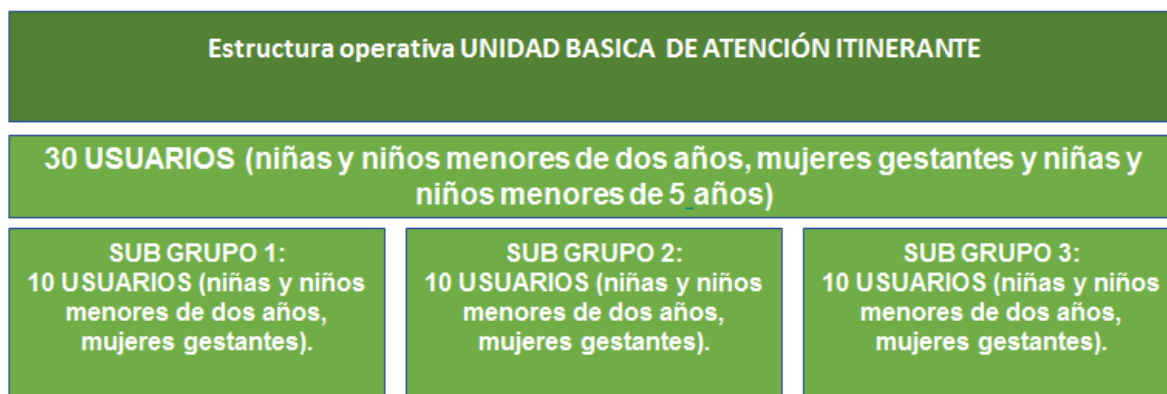 Estructura operativa UNIDAD BASICA DE ATENCIÓN ITINERANTE
30 USUARIOS (niñas y niños menores de dos años, mujeres gestantes y niñas y
niños menores de 5 años)
SUB GRUPO 1:
10 USUARIOS (niñas y niños
menores de dos años,
mujeres gestantes).
SUB GRUPO 2:
10 USUARIOS (niñas y niños
menores de dos años,
mujeres gestantes).
SUB GRUPO 3:
10 USUARIOS (niñas y niños
menores de dos años,
mujeres gestantes).